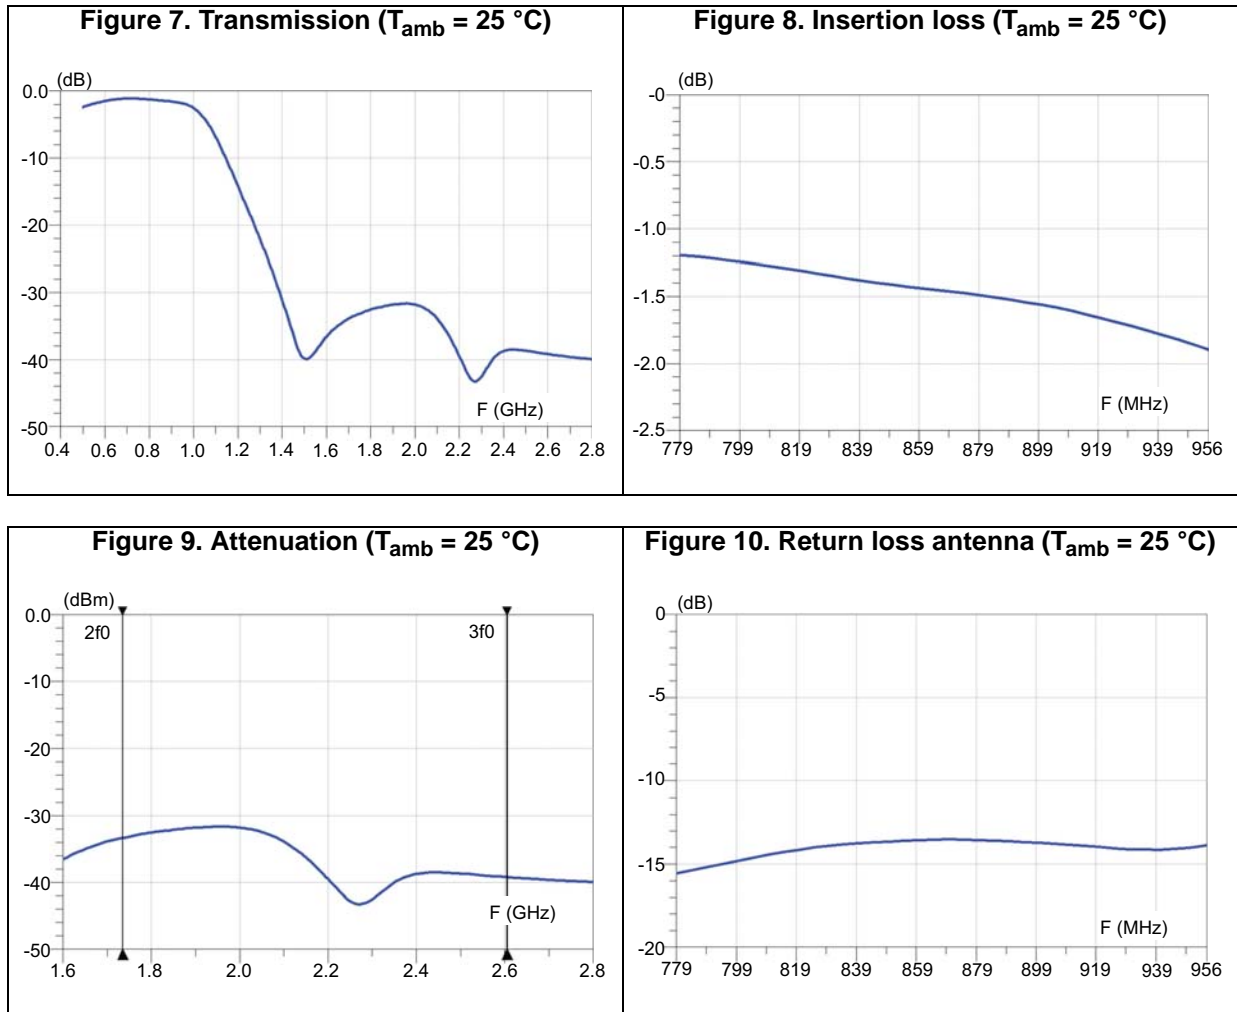 Figure 7. Transmission (Tamb = 25 °C)
(dB)
0.0
-10
-20
-30
-40
-50
F (GHz)
0.4 0.6 0.8 1.0 1.2 1.4 1.6 1.8 2.0 2.2 2.4 2.6 2.8
Figure 8. Insertion loss (Tamb = 25 °C)
(dB)
-0
-0.5
-1.0
-1.5
-2.0
-2.5
F (MHz)
779 799 819 839 859 879 899 919 939 956
Figure 9. Attenuation (Tamb = 25 °C)
(dBm)
0.0
2f0 3f0
-10
-20
-30
-40
-50
F (GHz)
1.6 1.8 2.0 2.2 2.4 2.6 2.8
Figure 10. Return loss antenna (Tamb = 25 °C)
(dB)
0
-5
-10
-15
-20
F (MHz)
779 799 819 839 859 879 899 919 939 956